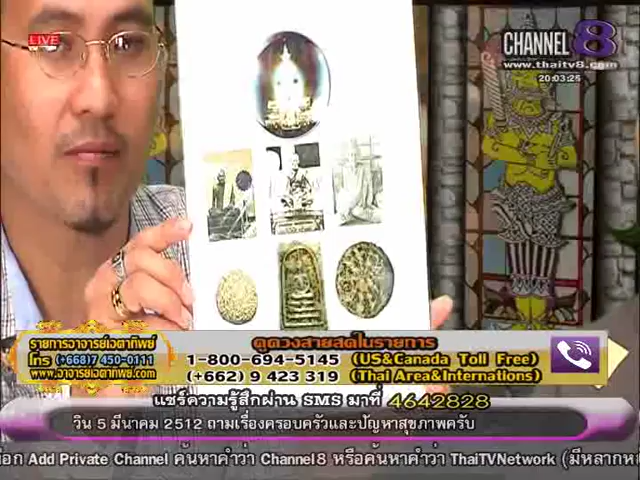 LIVE
CHANNEL 8
www.thaitv8.com
20:03:25
รายการอาจารย์เอตาทิพย์
โทร (+668)7 450-0111
www.อาจารย์เอตาทิพย์.com
ดูดวงสายสดในรายการ
1-800-694-5145 (US&Canada Toll Free)
(+662) 9 423 319 (Thai Area&Internations)
แชร์ความรู้สึกผ่าน SMS มาที่ 4642828
วิน 5 มีนาคม 2512 ถามเรื่องครอบครัวและปัญหาสุขภาพครับ
ือก Add Private Channel ค้นหาคำว่า Channel8 หรือค้นหาคำว่า ThaiTVNetwork (มีหลากหลั